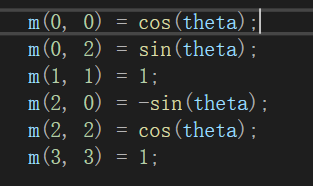 m(0, 0) = cos(theta);
m(0, 2) = sin(theta);
m(1, 1) = 1;
m(2, 0) = -sin(theta);
m(2, 2) = cos(theta);
m(3, 3) = 1;